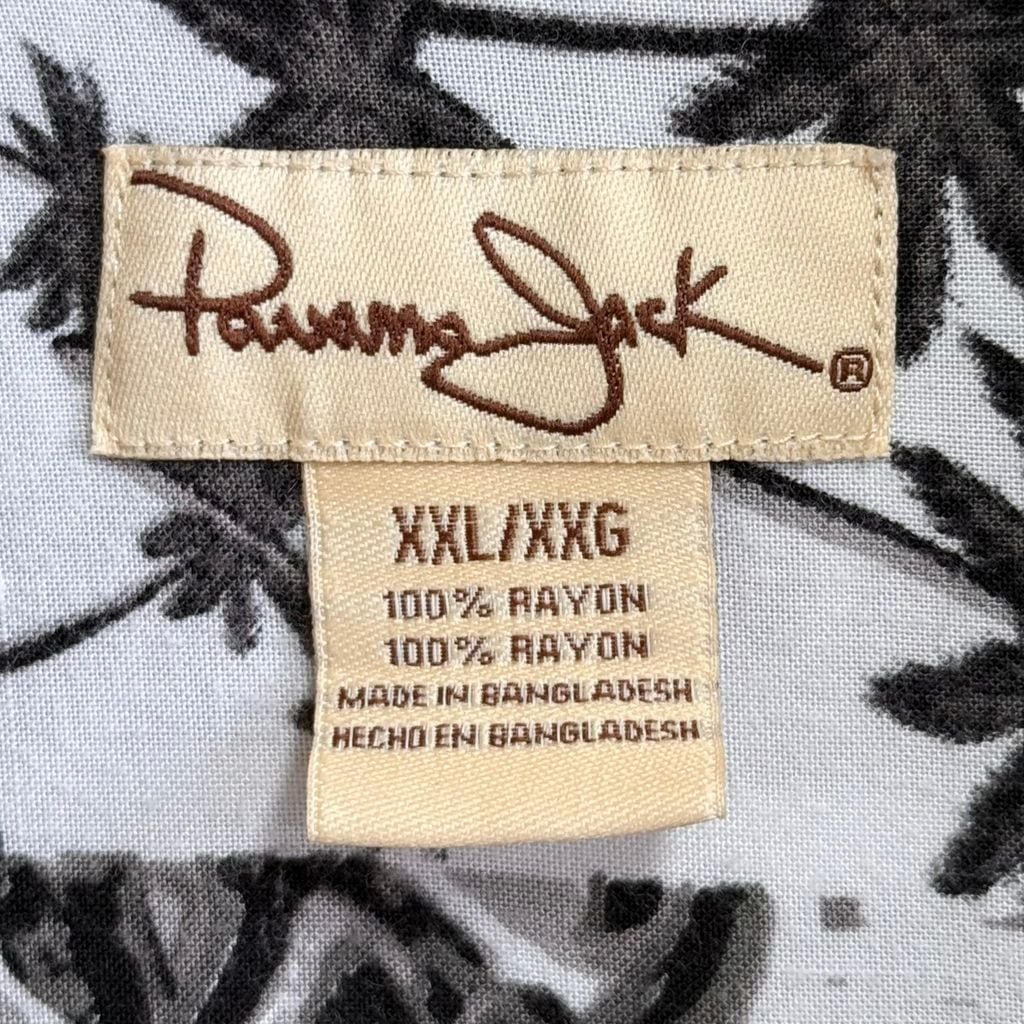 Panama Jack®
XXL/XXG
100% RAYON
100% RAYON
MADE IN BANGLADESH
HECHO EN BANGLADESH